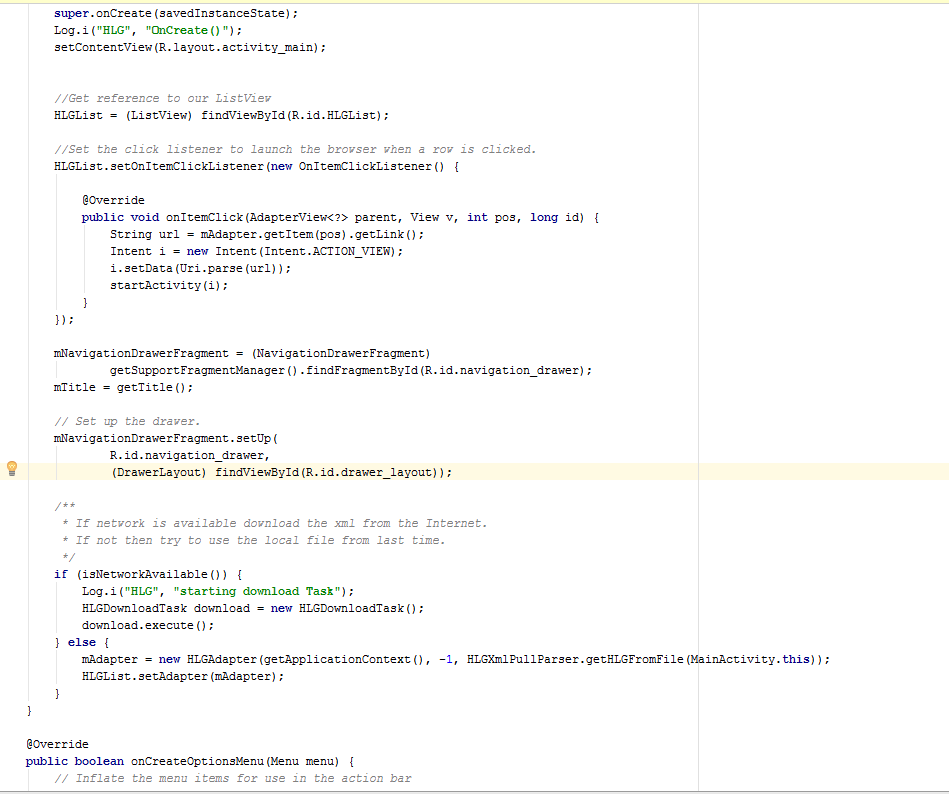 super.onCreate(savedInstanceState);
Log.i("HLG", "OnCreate()");
setContentView(R.layout.activity_main);
//Get reference to our ListView
HLGList = (ListView) findViewById(R.id.HLGList);
//Set the click listener to launch the browser when a row is clicked.
HLGList.setOnItemClickListener(new OnItemClickListener() {
@Override
public void onItemClick(AdapterView<?> parent, View v, int pos, long id) {
String url = mAdapter.getItem(pos).getLink();
Intent i = new Intent(Intent.ACTION_VIEW);
i.setData(Uri.parse(url));
startActivity(i);
}
});
mNavigationDrawerFragment = (NavigationDrawerFragment)
getSupportFragmentManager().findFragmentById(R.id.navigation_drawer);
mTitle = getTitle();
// Set up the drawer.
mNavigationDrawerFragment.setUp(
R.id.navigation_drawer,
(DrawerLayout) findViewById(R.id.drawer_layout));
/**
* If network is available download the xml from the Internet.
* If not then try to use the local file from last time.
*/
if (isNetworkAvailable()) {
Log.i("HLG", "starting download Task");
HLGDownloadTask download = new HLGDownloadTask();
download.execute();
} else {
mAdapter = new HLGAdapter(getApplicationContext(), -1, HLGXmlPullParser.getHLGFromFile(MainActivity.this));
HLGList.setAdapter(mAdapter);
}
}
@Override
public boolean onCreateOptionsMenu(Menu menu) {
// Inflate the menu items for use in the action bar